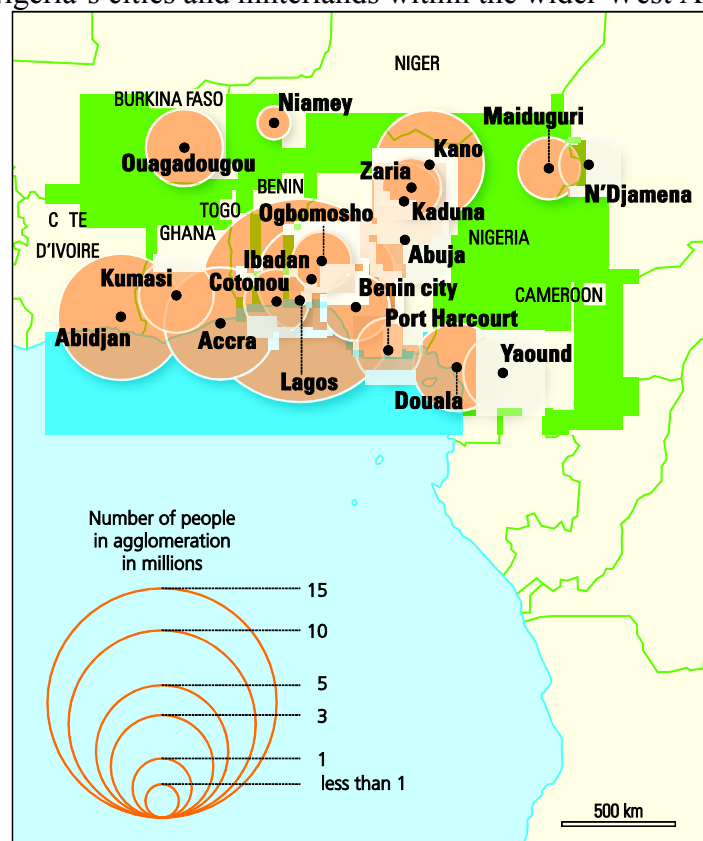 NIGER
BURKINA FASO
Niamey
Maiduguri
Ouagadougou
Kano
Zaria
N'Djamena
BENIN
Kaduna
TOGO
Ogbomosho
C TE
D'IVOIRE
GHANA
NIGERIA
Abuja
Ibadan
Kumasi
Cotonou
Benin city
CAMEROON
Port Harcourt
Abidjan
Accra
Yaound
Lagos
Douala
Number of people
in agglomeration
in millions
15
10
5
3
1
less than 1
500 km